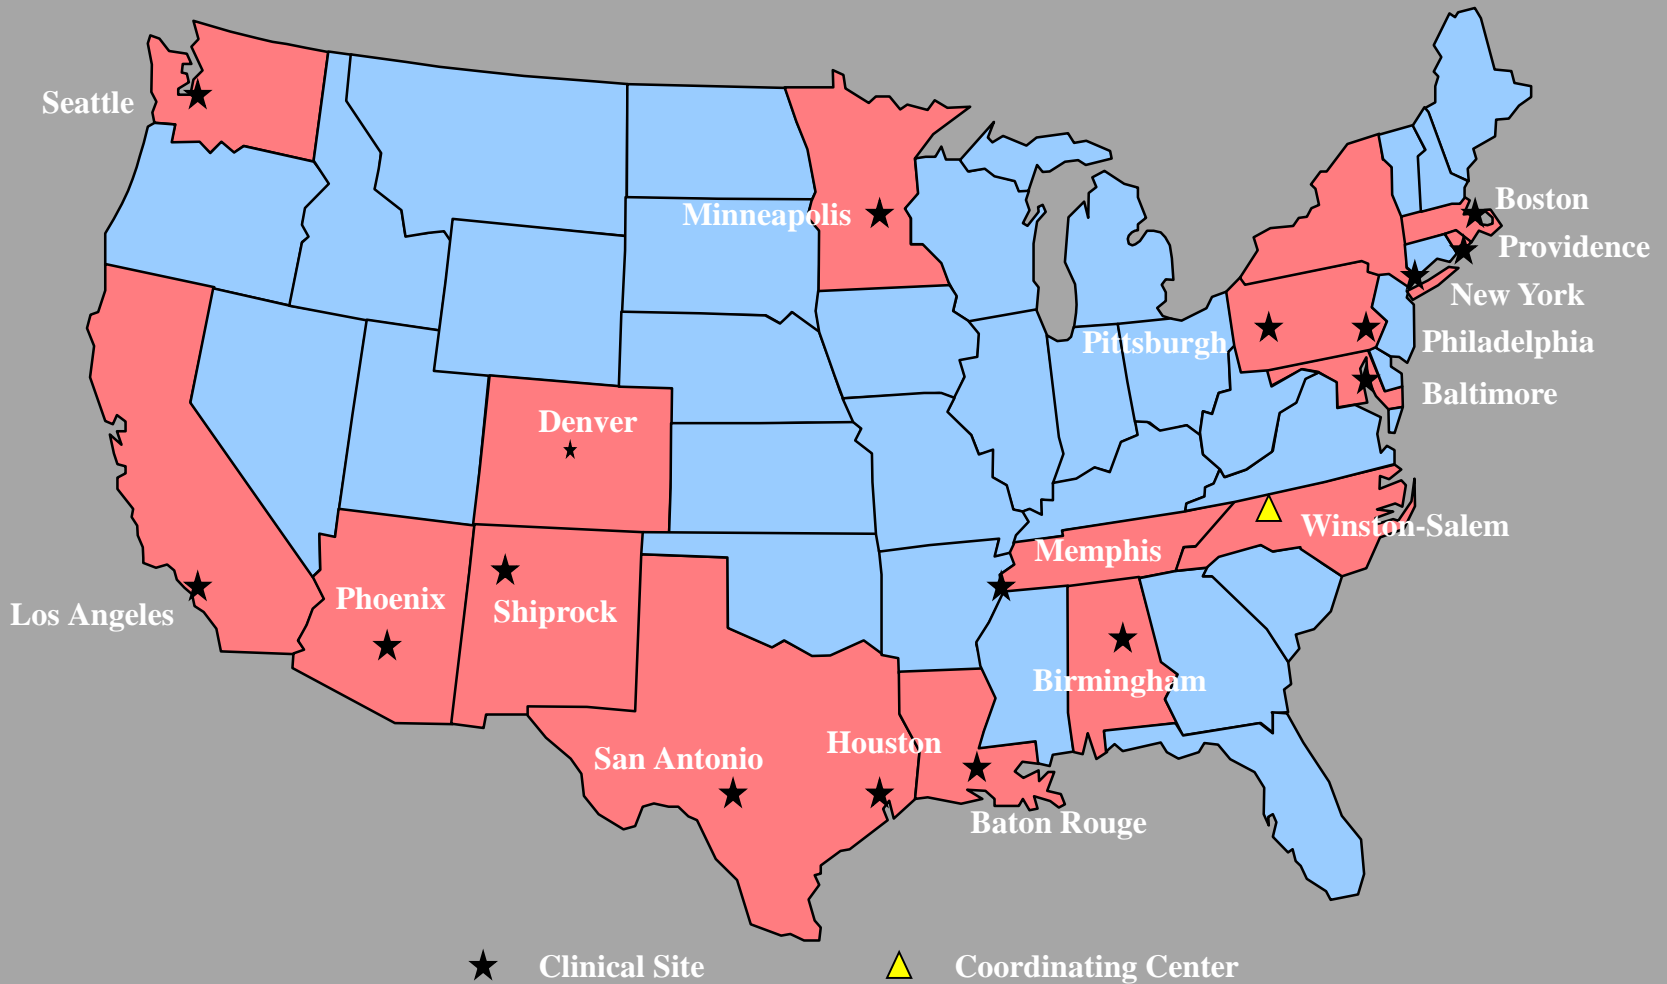 Seattle
Minneapolis
Boston
Providence
New York
Pittsburgh
Philadelphia
Baltimore
Denver
Winston-Salem
Memphis
Phoenix
Shiprock
Los Angeles
Birmingham
Houston
San Antonio
Baton Rouge
Clinical Site
Coordinating Center